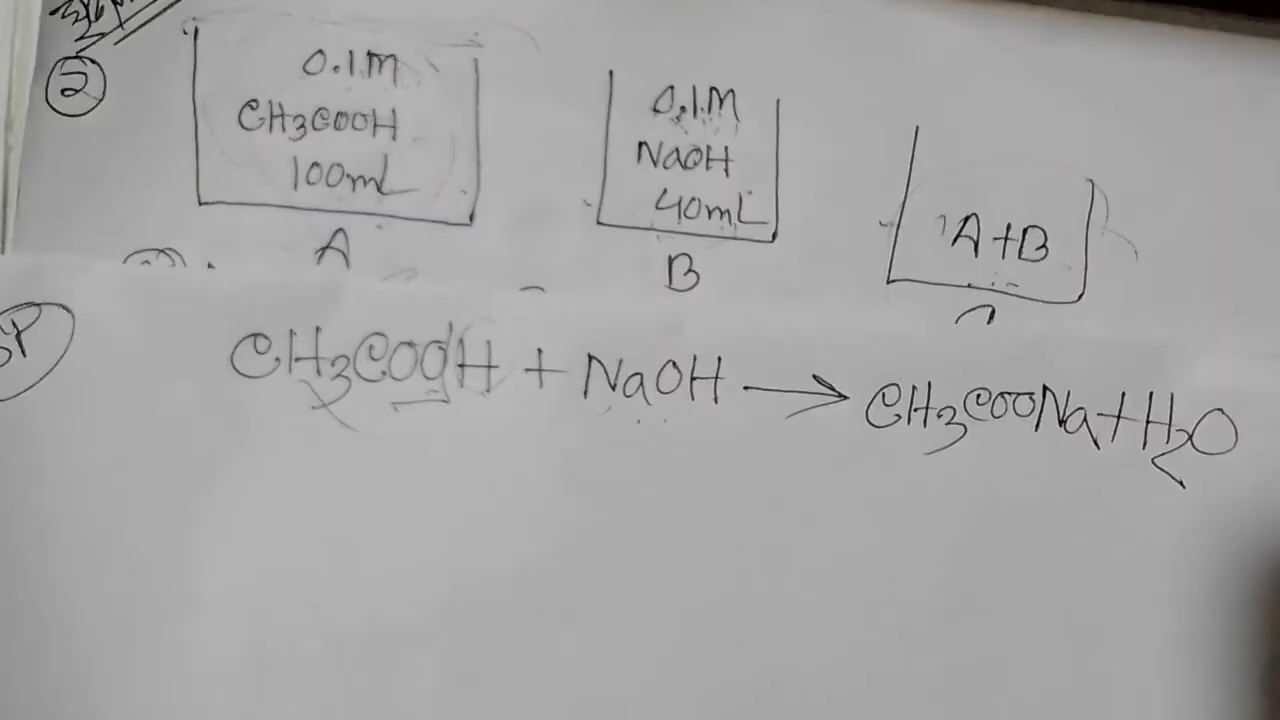 2
0.1M
CH3COOH
100mL
A
0.1M
NaOH
40mL
B
A+B
CH3COOH + NaOH → CH3COONa + H2O